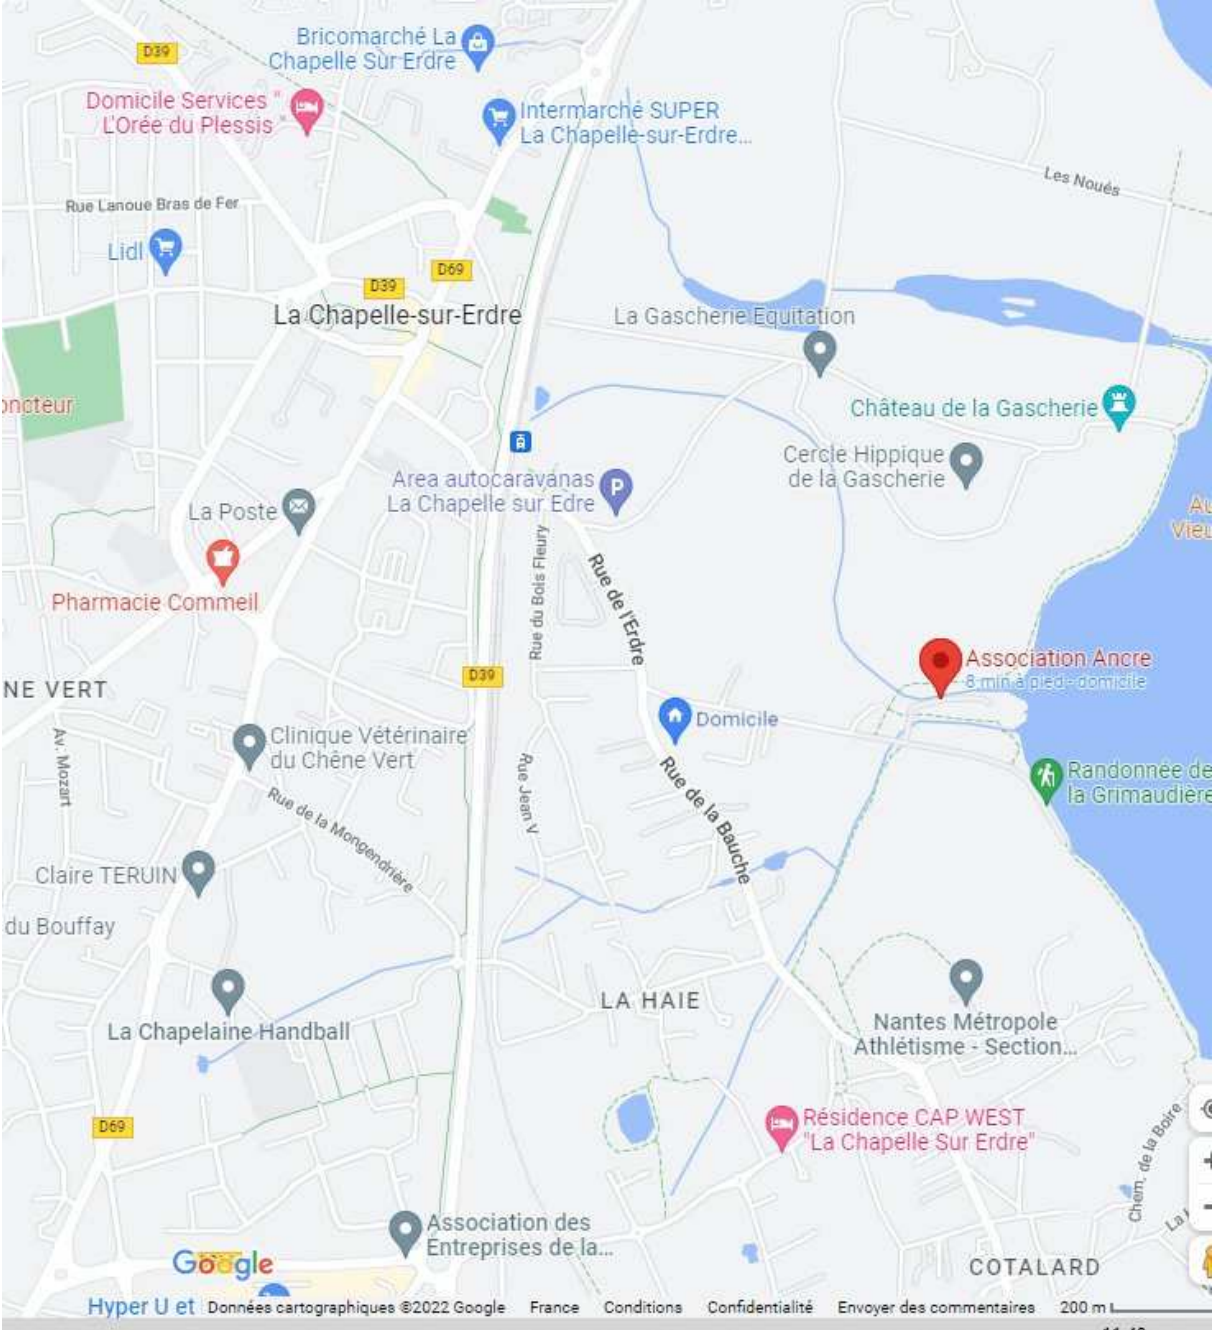 Bricomarché La
Chapelle Sur Erdre
D39
Domicile Services "
L'Orée du Plessis "
Intermarché SUPER
La Chapelle-sur-Erdre...
Les Noués
Rue Lanoue Bras de Fer
Lidl
D69
D39
La Chapelle-sur-Erdre
La Gascherie Equitation
oncteur
Château de la Gascherie
Cercle Hippique
de la Gascherie
Area autocaravanas
La Chapelle sur Edre
La Poste
Au
Vieu
Rue du Bois Fleury
Rue de l'Erdre
Pharmacie Commeil
Association Ancre
8 min à pied - domicile
D39
NE VERT
Domicile
Clinique Vétérinaire
du Chêne Vert
Av. Mozart
Rue Jean V
Rue de la Bauche
Randonnée de
la Grimaudière
Rue de la Mongendrière
Claire TERUIN
du Bouffay
LA HAIE
La Chapelaine Handball
Nantes Métropole
Athlétisme - Section...
D69
Résidence CAP WEST
"La Chapelle Sur Erdre"
Chem. de la Boire
Association des
Entreprises de la...
Google
COTALARD
Hyper U et
Données cartographiques ©2022 Google France Conditions Confidentialité Envoyer des commentaires 200 m